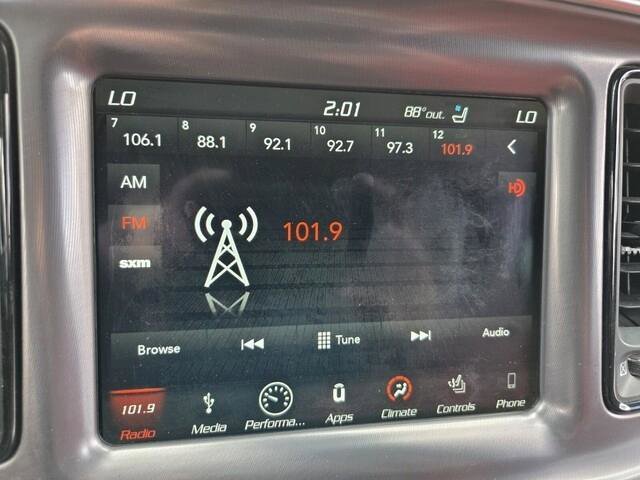 LO 2:01 88° out. LO
7 8 9 10 11 12
106.1 88.1 92.1 92.7 97.3 101.9
AM
FM
sxm
101.9
HD
Browse Tune Audio
101.9
Radio Media Performa... Apps Climate Controls Phone